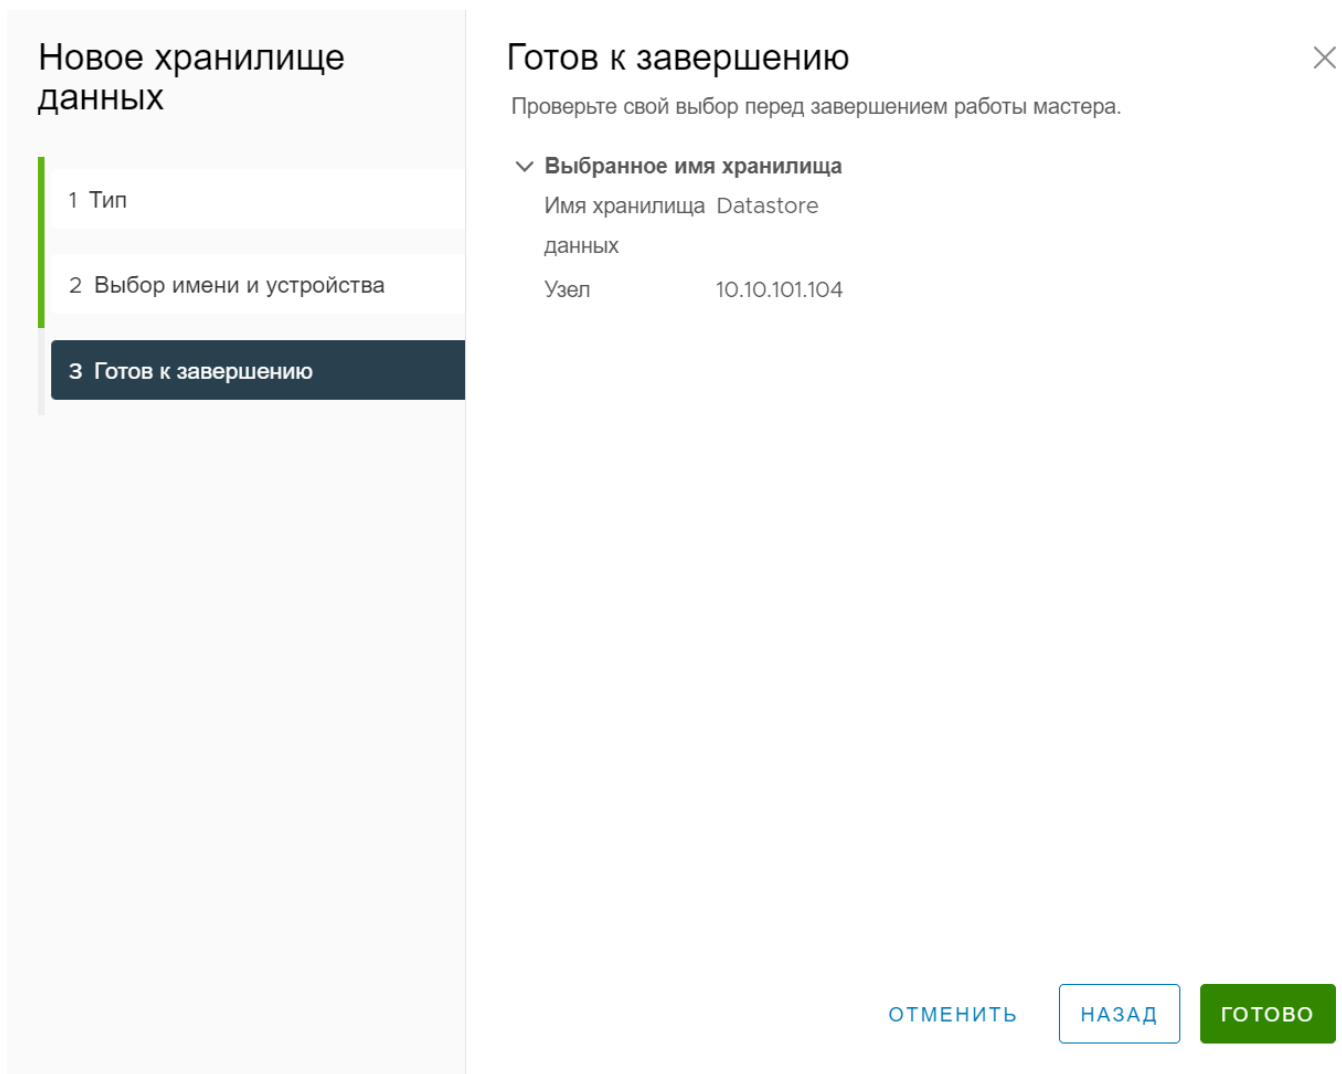 Новое хранилище
данных
1 Тип
2 Выбор имени и устройства
3 Готов к завершению
Готов к завершению
Проверьте свой выбор перед завершением работы мастера.
Выбранное имя хранилища
Имя хранилища Datastore
данных
Узел 10.10.101.104
ОТМЕНИТЬ НАЗАД ГОТОВО